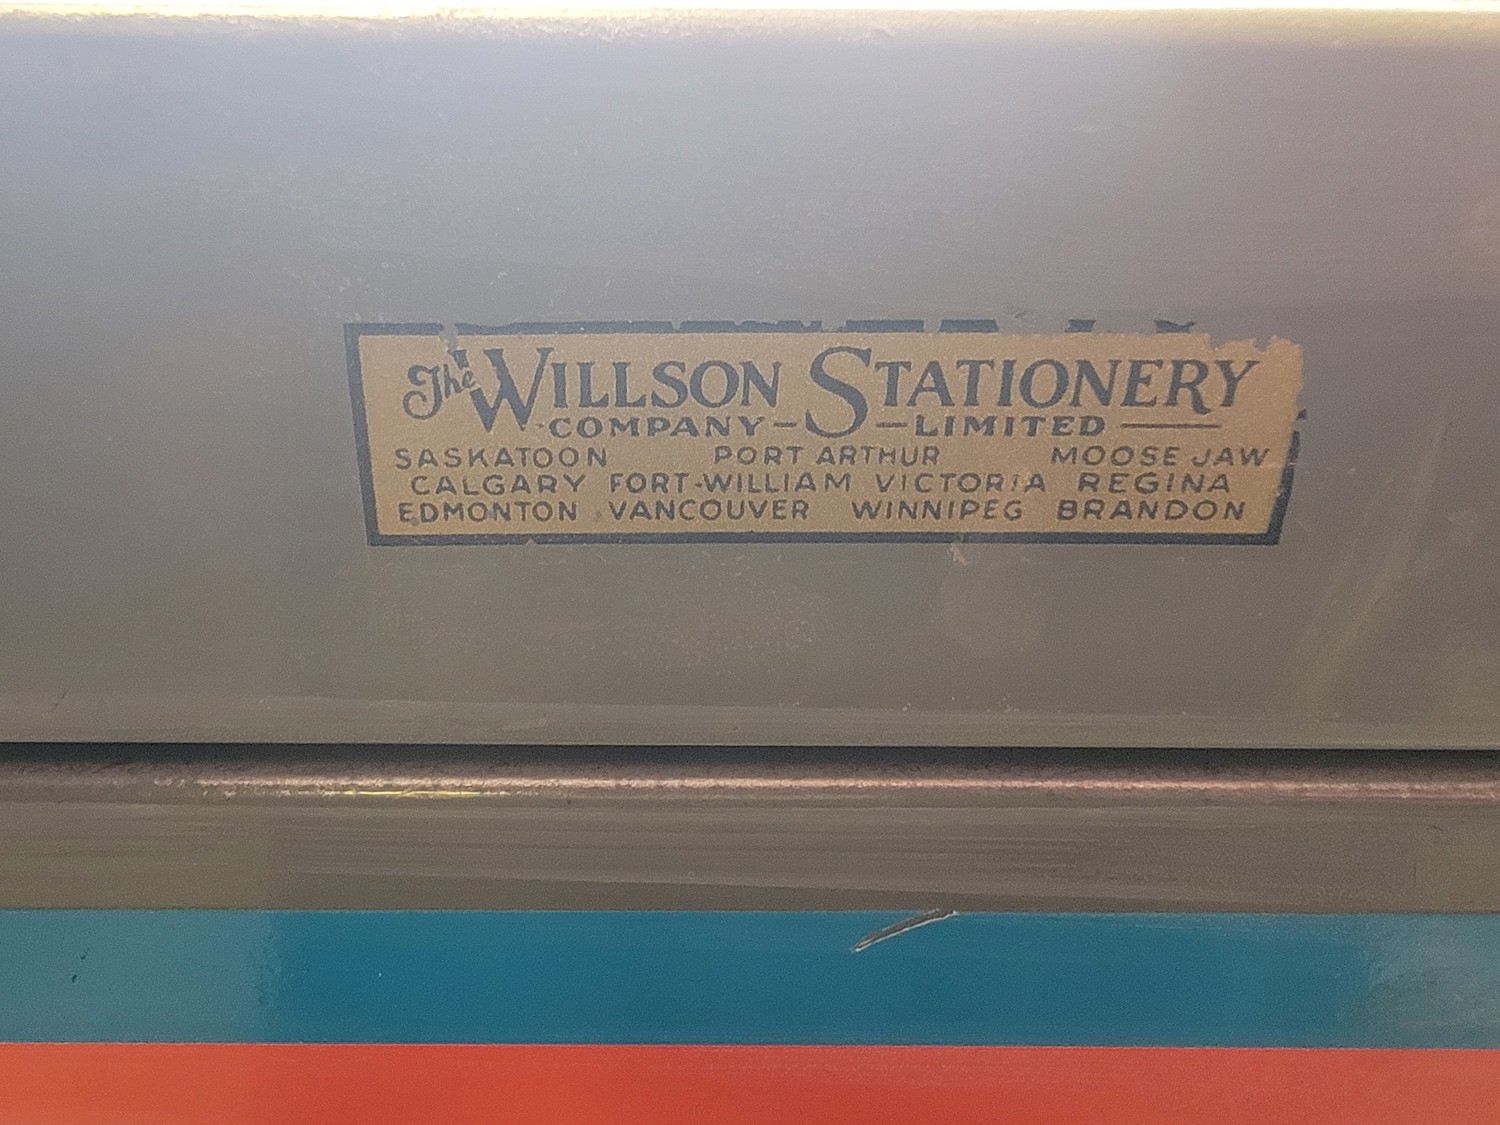 The WILLSON STATIONERY
COMPANY-LIMITED
SASKATOON PORT ARTHUR MOOSE JAW
CALGARY FORT-WILLIAM VICTORIA REGINA
EDMONTON VANCOUVER WINNIPEG BRANDON